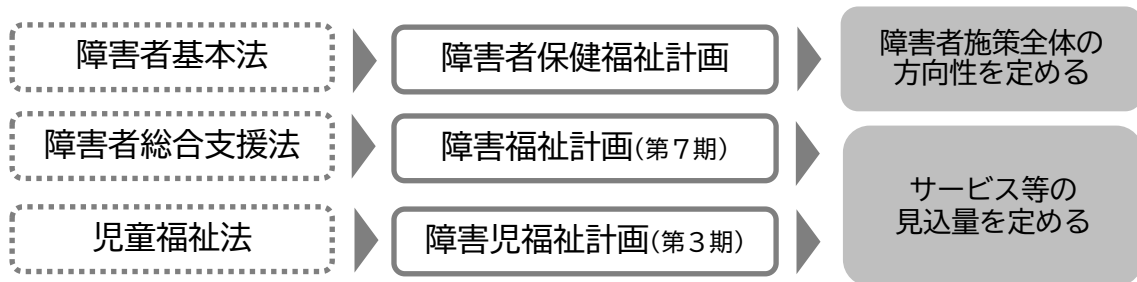 障害者基本法
障害者保健福祉計画
障害者施策全体の
方向性を定める
障害者総合支援法
障害福祉計画(第７期)
サービス等の
見込量を定める
児童福祉法
障害児福祉計画(第３期)